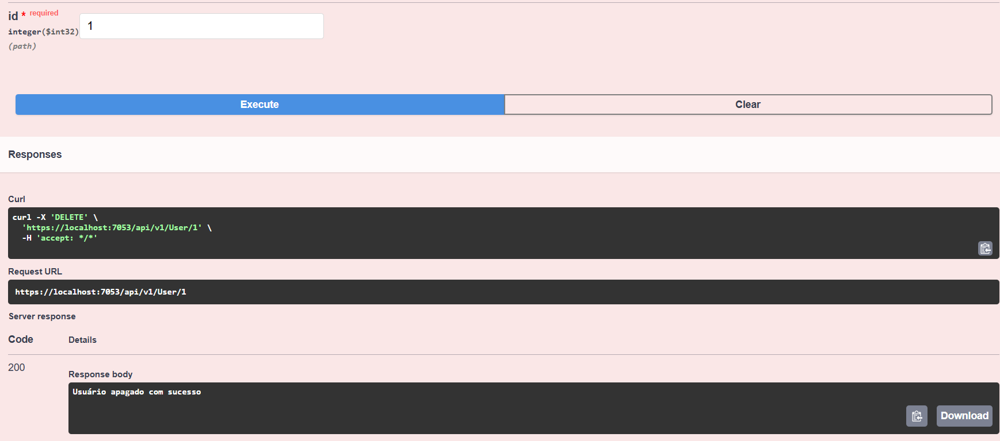 id * required
integer($int32)
(path)
1
Execute
Clear
Responses
Curl
curl -X 'DELETE' \
  'https://localhost:7053/api/v1/User/1' \
  -H 'accept: */*'
Request URL
https://localhost:7053/api/v1/User/1
Server response
Code
Details
200
Response body
Usuário apagado com sucesso
Download